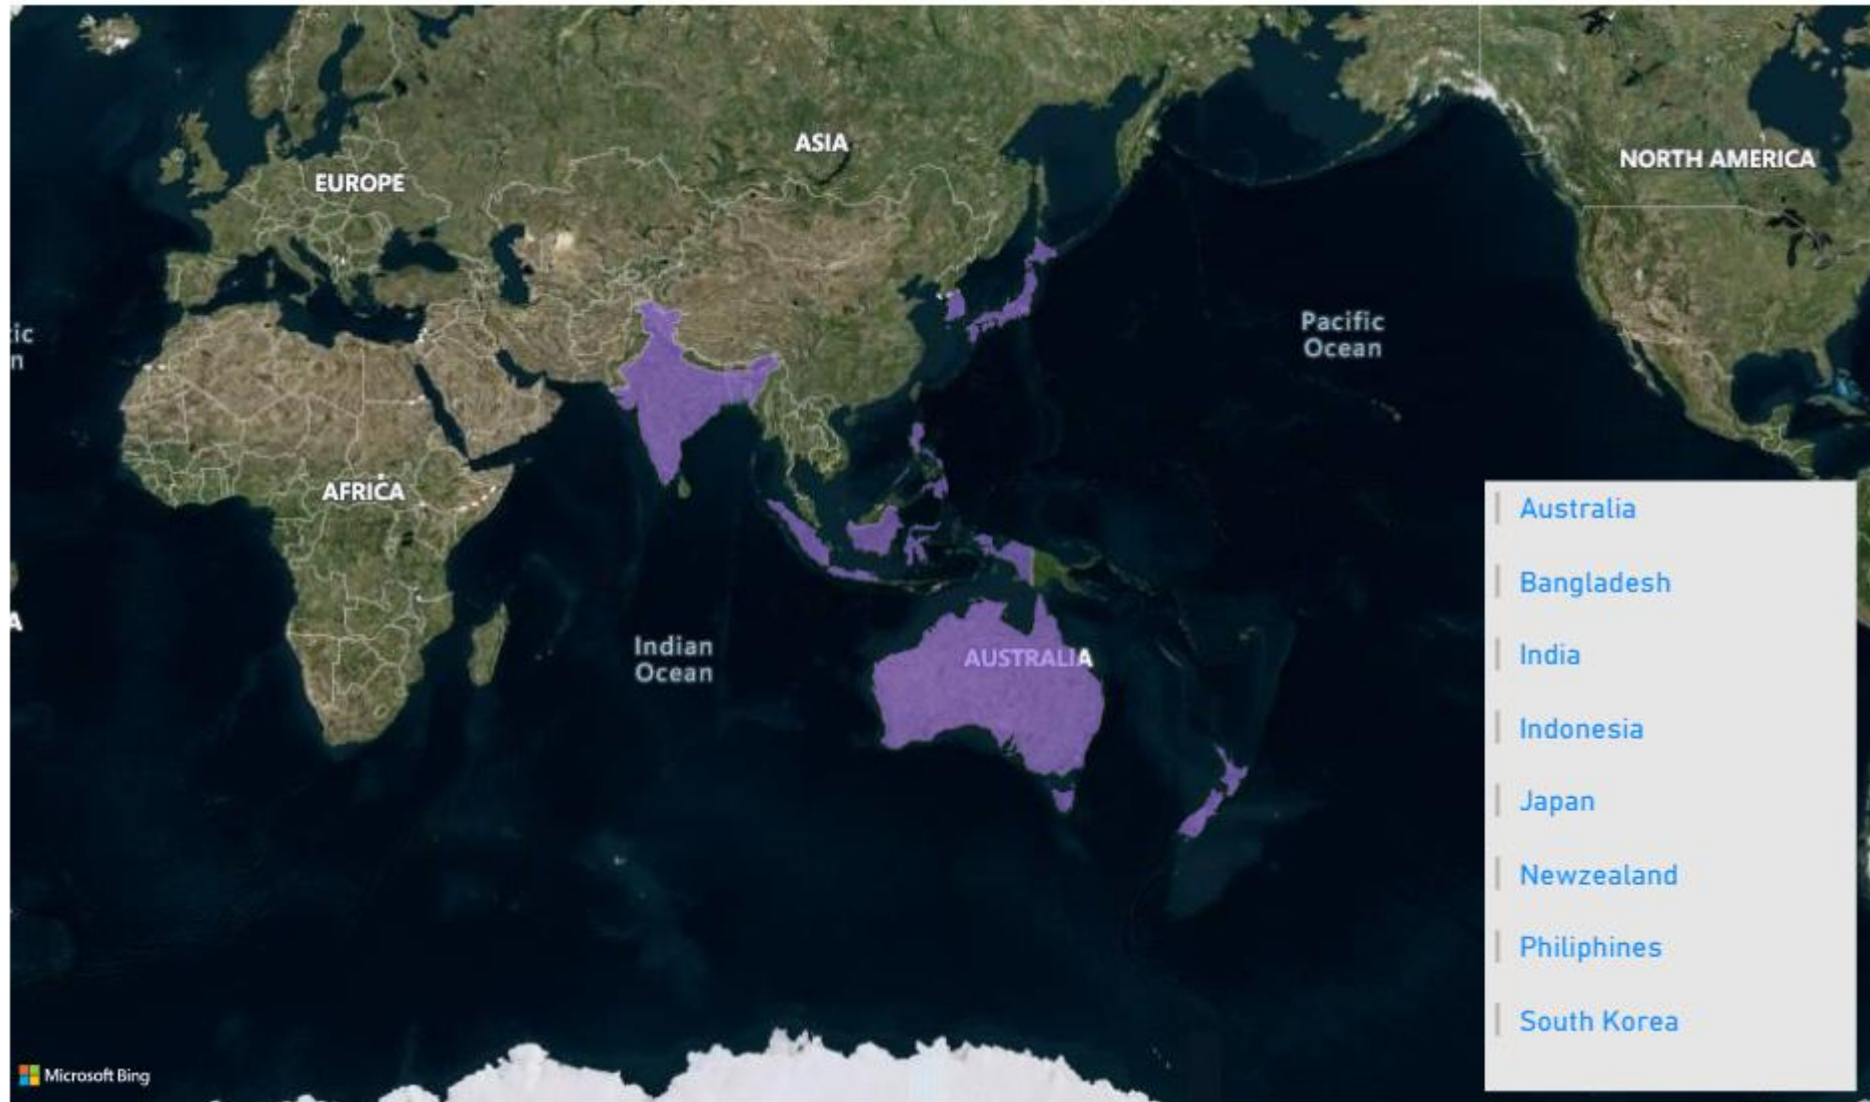 ASIA
EUROPE
NORTH AMERICA
Pacific
Ocean
ic
n
AFRICA
A
Indian
Ocean
AUSTRALIA
Australia
Bangladesh
India
Indonesia
Japan
Newzealand
Philiphines
South Korea
Microsoft Bing